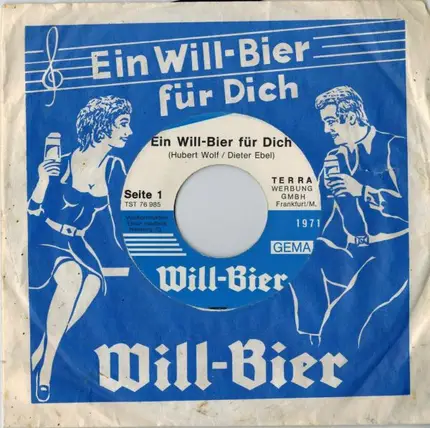 Ein Will-Bier
für Dich
Ein Will-Bier für Dich
(Hubert Wolf / Dieter Ebel)
Seite 1
TST 76 985
TERRA
WERBUNG
GMBH
Frankfurt/M.
1971
GEMA
Will-Bier
Will-Bier